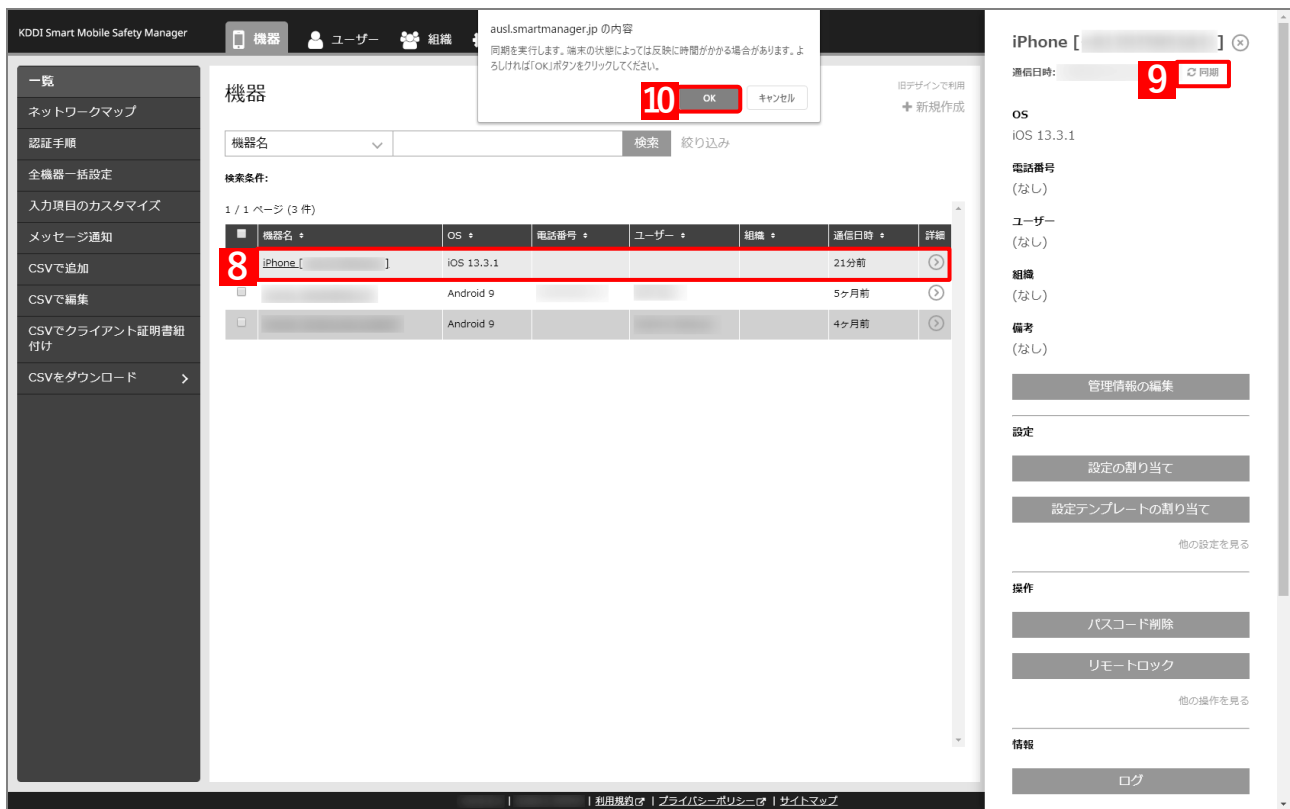 KDDI Smart Mobile Safety Manager
機器
ユーザー
組織
ausl.smartmanager.jp の内容
同期を実行します。端末の状態によっては反映に時間がかかる場合があります。よ
ろしければ「OK」ボタンをクリックしてください。
10
OK
キャンセル
一覧
ネットワークマップ
認証手順
全機器一括設定
入力項目のカスタマイズ
メッセージ通知
CSVで追加
CSVで編集
CSVでクライアント証明書紐
付け
CSVをダウンロード
機器
旧デザインで利用
新規作成
機器名
検索
絞り込み
検索条件:
1 / 1 ページ (3 件)
機器名 OS 電話番号 ユーザー 組織 通信日時 詳細
8 iPhone [ ] iOS 13.3.1 21分前
Android 9 5ヶ月前
Android 9 4ヶ月前
iPhone [ ]
通信日時: 9 同期
OS
iOS 13.3.1
電話番号
(なし)
ユーザー
(なし)
組織
(なし)
備考
(なし)
管理情報の編集
設定
設定の割り当て
設定テンプレートの割り当て
他の設定を見る
操作
パスコード削除
リモートロック
他の操作を見る
情報
ログ
| | 利用規約 | プライバシーポリシー | サイトマップ